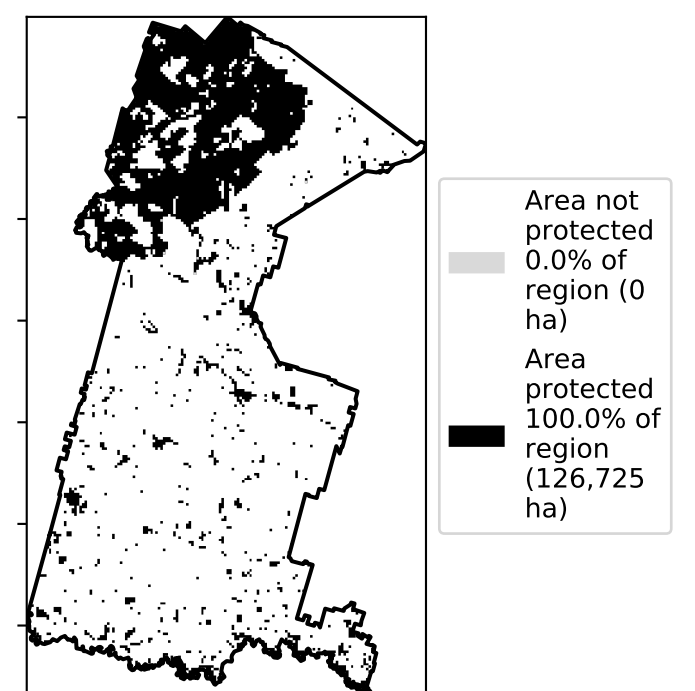 Area not
protected
0.0% of
region (0
ha)
Area
protected
100.0% of
region
(126,725
ha)